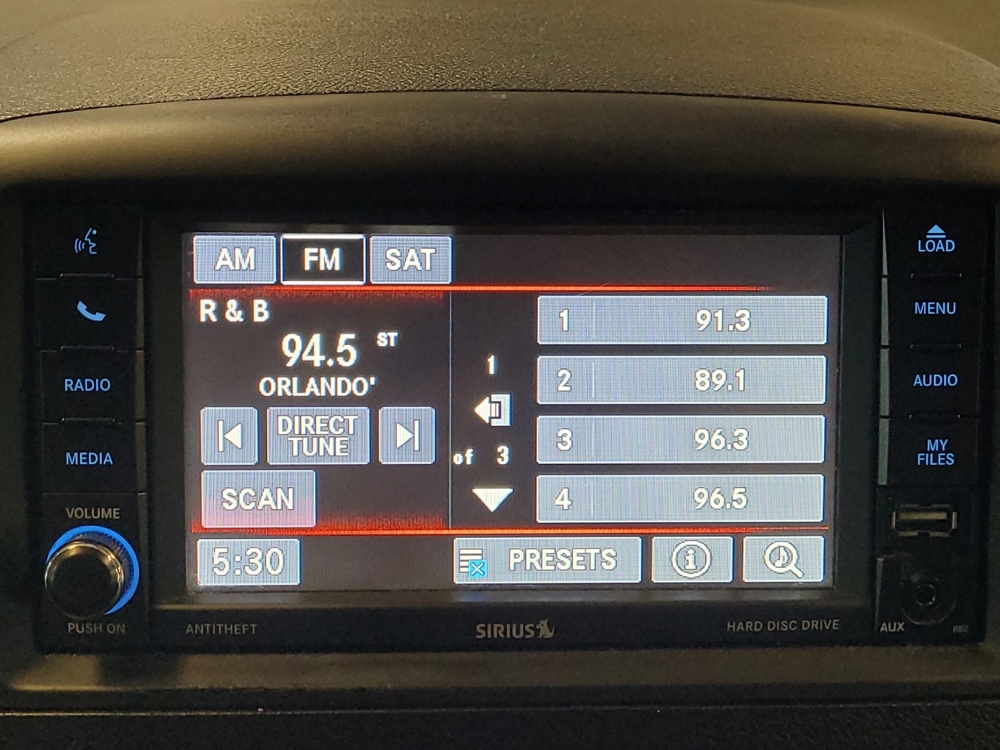 AM FM SAT
R & B
94.5 ST
ORLANDO'
DIRECT
TUNE
SCAN
5:30
1
of 3
1 91.3
2 89.1
3 96.3
4 96.5
PRESETS
RADIO
MEDIA
VOLUME
PUSH ON
ANTITHEFT
SIRIUS
HARD DISC DRIVE
LOAD
MENU
AUDIO
MY
FILES
AUX